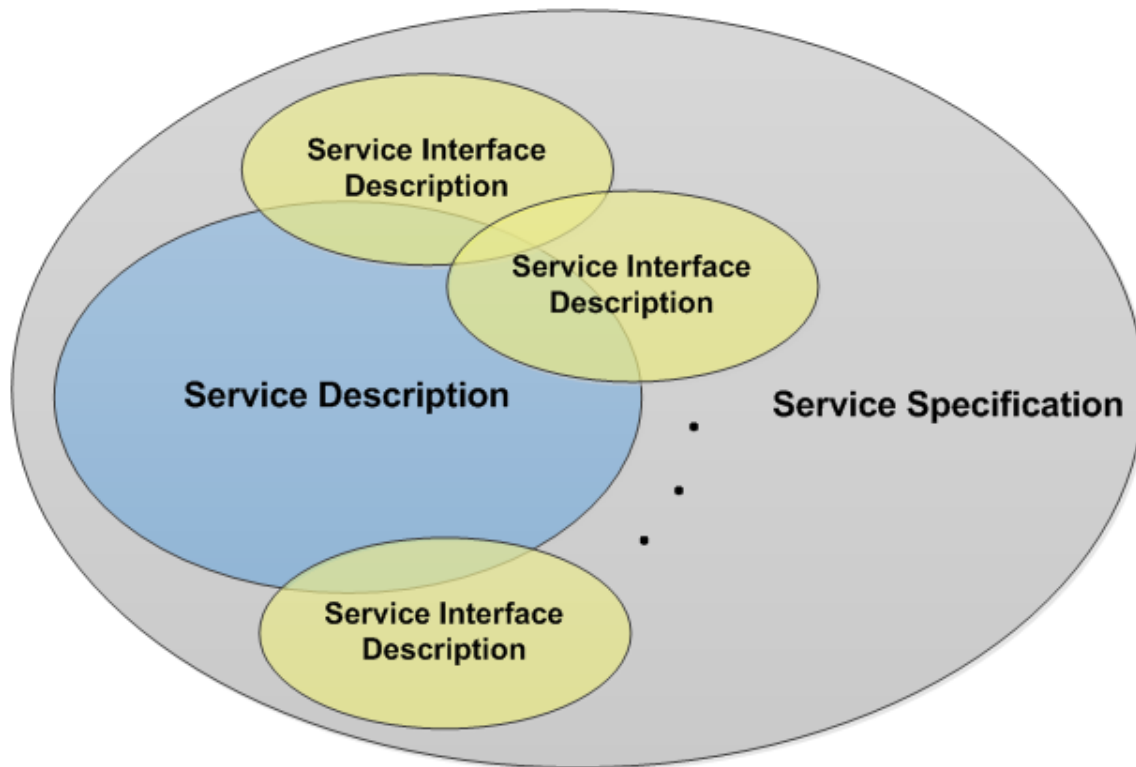 Service Interface
Description
Service Interface
Description
Service Description
Service Specification
Service Interface
Description